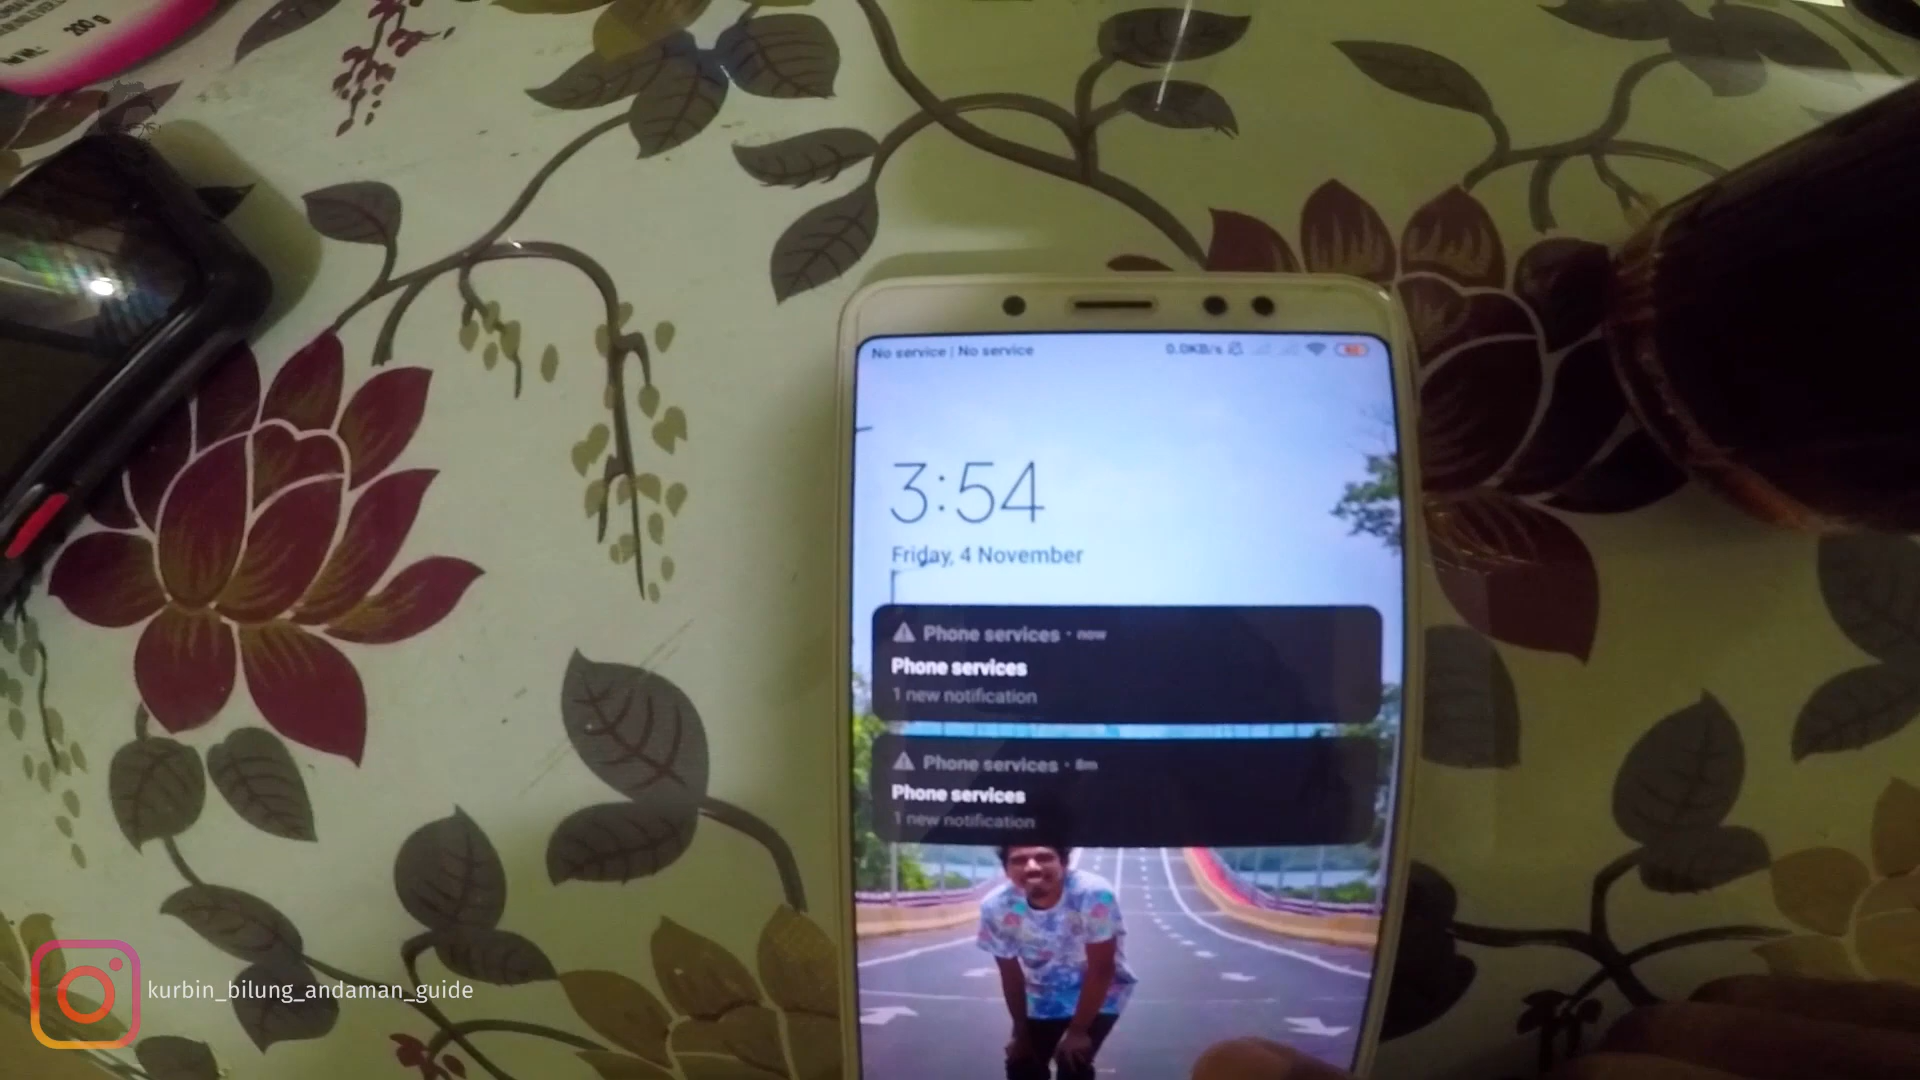 200 g
No service | No service
0.0KB/s
3:54
Friday, 4 November
Phone services · now
Phone services
1 new notification
Phone services · 8m
Phone services
1 new notification
kurbin_bilung_andaman_guide